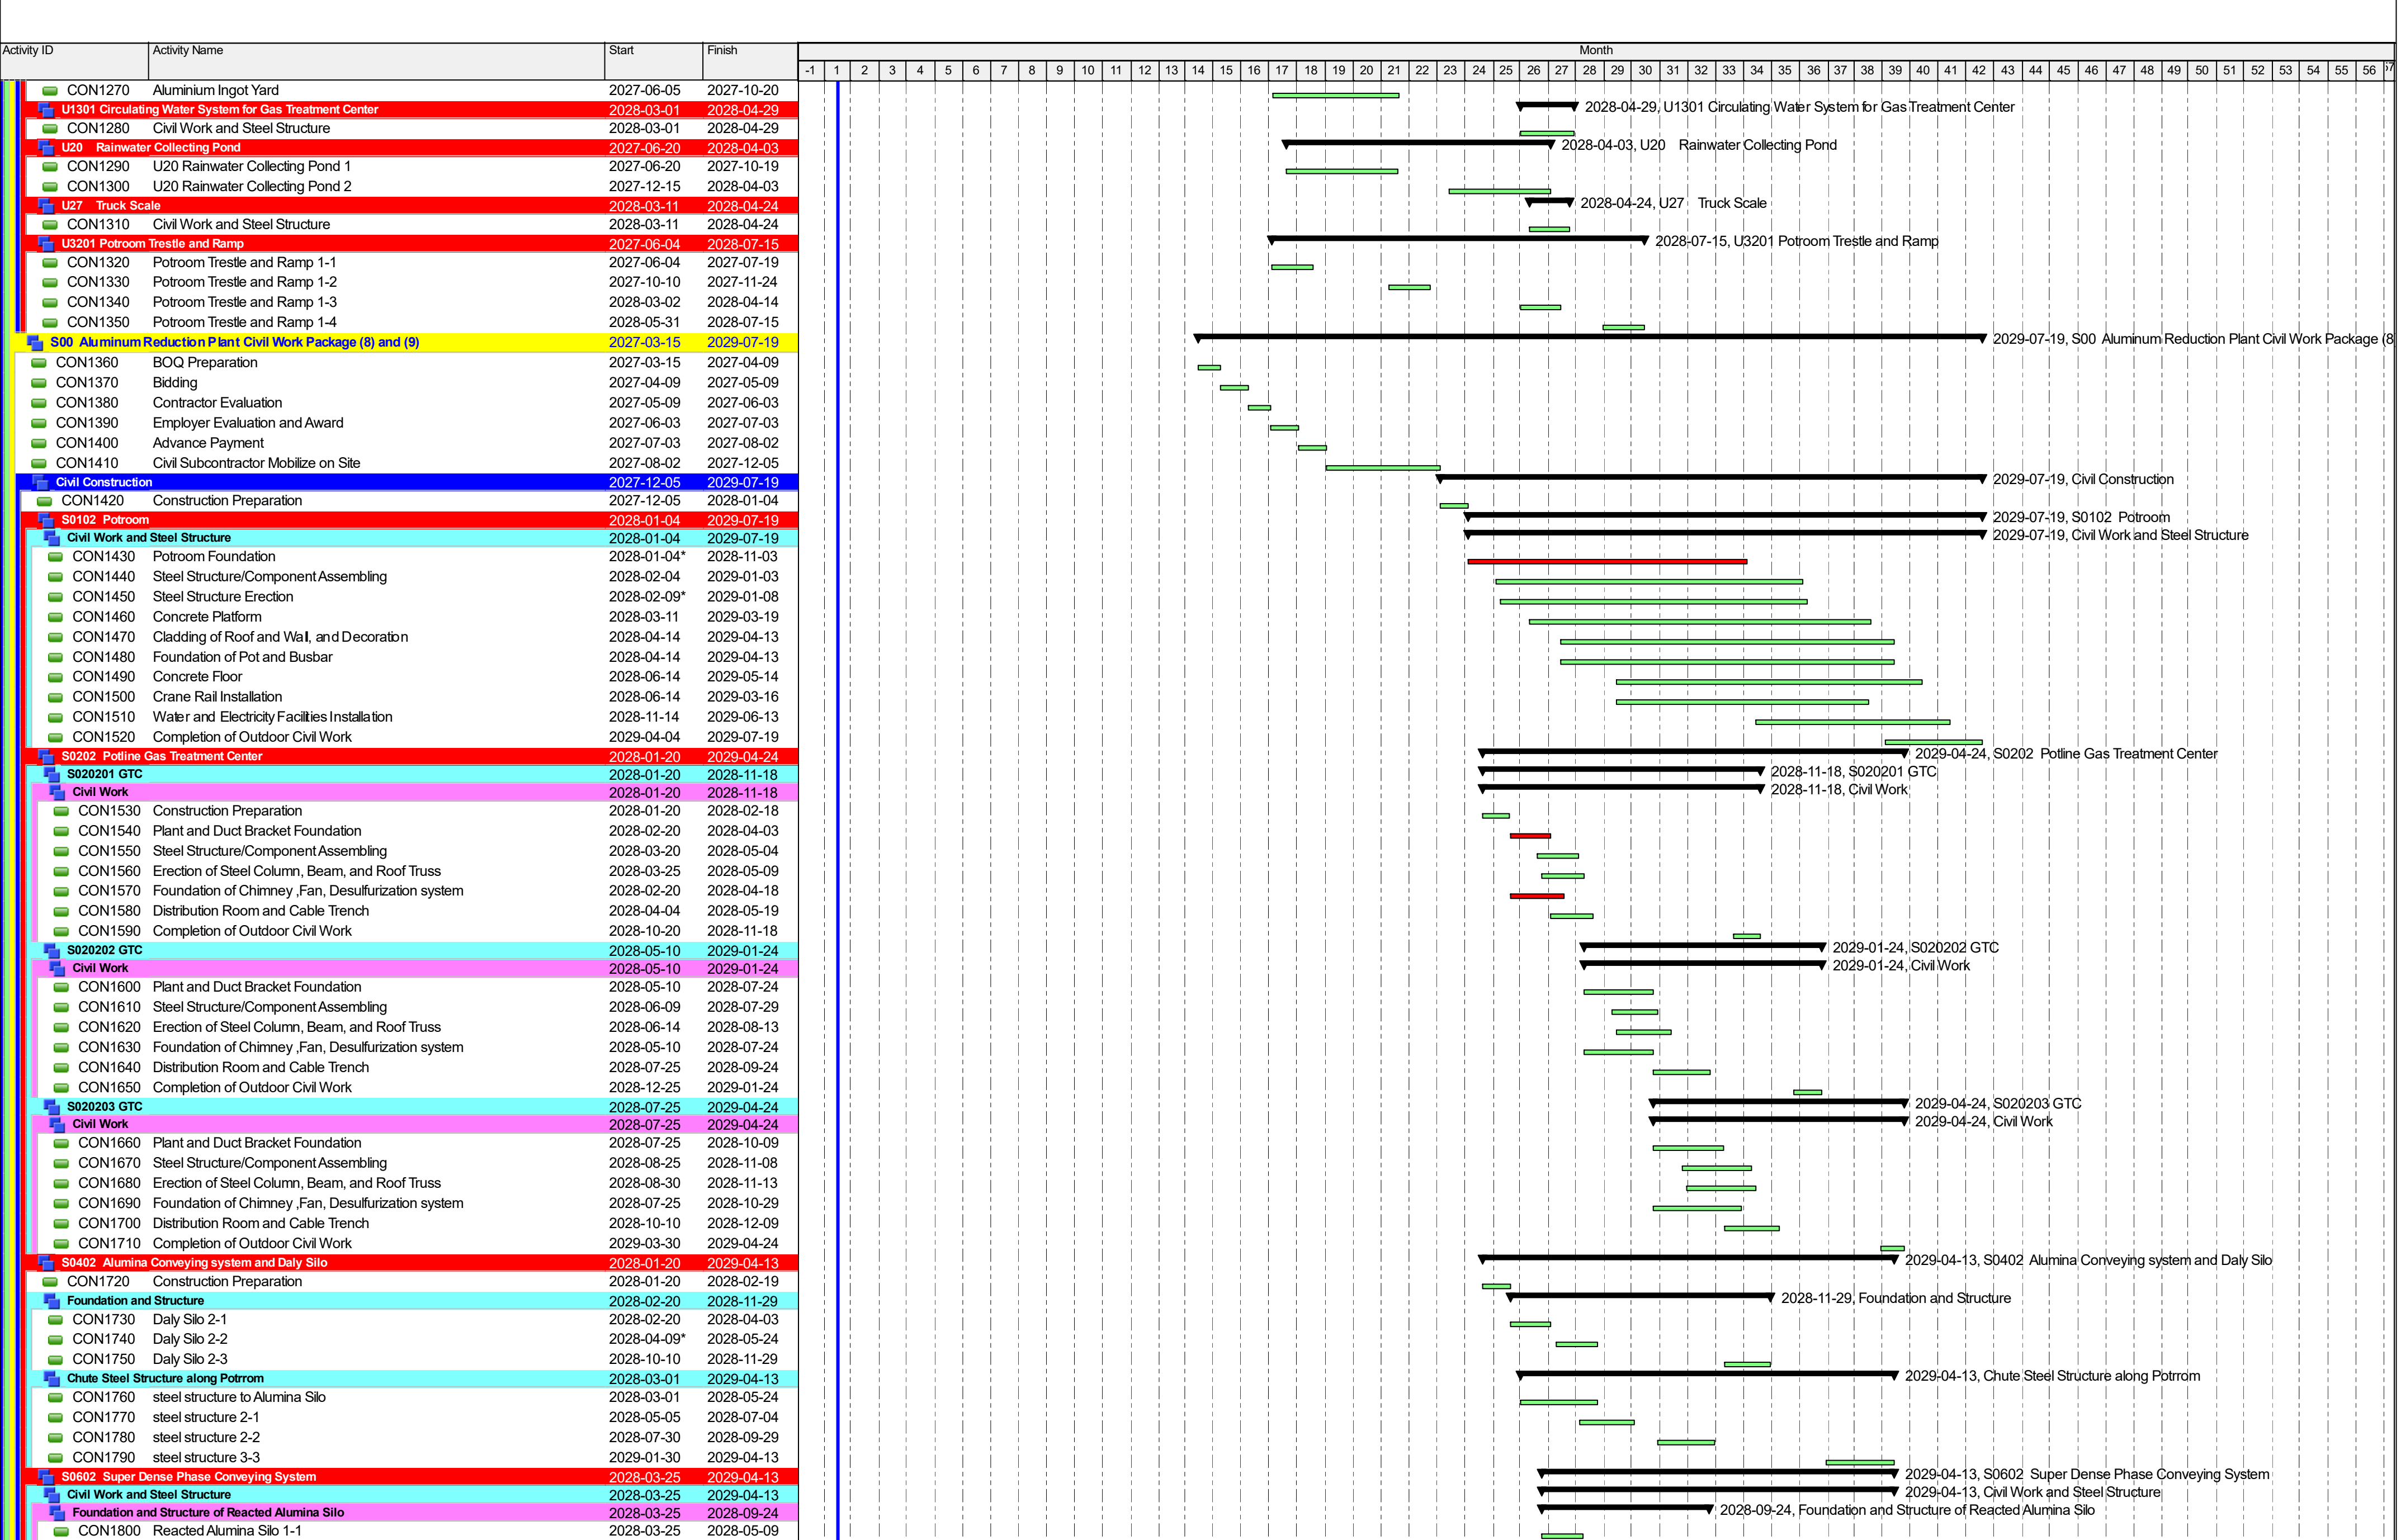 Activity ID Activity Name Start Finish Month
-1 1 2 3 4 5 6 7 8 9 10 11 12 13 14 15 16 17 18 19 20 21 22 23 24 25 26 27 28 29 30 31 32 33 34 35 36 37 38 39 40 41 42 43 44 45 46 47 48 49 50 51 52 53 54 55 56 57
CON1270 Aluminium Ingot Yard 2027-06-05 2027-10-20
U1301 Circulating Water System for Gas Treatment Center 2028-03-01 2028-04-29 2028-04-29, U1301 Circulating Water System for Gas Treatment Center
CON1280 Civil Work and Steel Structure 2028-03-01 2028-04-29
U20 Rainwater Collecting Pond 2027-06-20 2028-04-03 2028-04-03, U20 Rainwater Collecting Pond
CON1290 U20 Rainwater Collecting Pond 1 2027-06-20 2027-10-19
CON1300 U20 Rainwater Collecting Pond 2 2027-12-15 2028-04-03
U27 Truck Scale 2028-03-11 2028-04-24 2028-04-24, U27 Truck Scale
CON1310 Civil Work and Steel Structure 2028-03-11 2028-04-24
U3201 Potroom Trestle and Ramp 2027-06-04 2028-07-15 2028-07-15, U3201 Potroom Trestle and Ramp
CON1320 Potroom Trestle and Ramp 1-1 2027-06-04 2027-07-19
CON1330 Potroom Trestle and Ramp 1-2 2027-10-10 2027-11-24
CON1340 Potroom Trestle and Ramp 1-3 2028-03-02 2028-04-14
CON1350 Potroom Trestle and Ramp 1-4 2028-05-31 2028-07-15
S00 Aluminum Reduction Plant Civil Work Package (8) and (9) 2027-03-15 2029-07-19 2029-07-19, S00 Aluminum Reduction Plant Civil Work Package (8
CON1360 BOQ Preparation 2027-03-15 2027-04-09
CON1370 Bidding 2027-04-09 2027-05-09
CON1380 Contractor Evaluation 2027-05-09 2027-06-03
CON1390 Employer Evaluation and Award 2027-06-03 2027-07-03
CON1400 Advance Payment 2027-07-03 2027-08-02
CON1410 Civil Subcontractor Mobilize on Site 2027-08-02 2027-12-05
Civil Construction 2027-12-05 2029-07-19 2029-07-19, Civil Construction
CON1420 Construction Preparation 2027-12-05 2028-01-04
S0102 Potroom 2028-01-04 2029-07-19 2029-07-19, S0102 Potroom
Civil Work and Steel Structure 2028-01-04 2029-07-19 2029-07-19, Civil Work and Steel Structure
CON1430 Potroom Foundation 2028-01-04* 2028-11-03
CON1440 Steel Structure/Component Assembling 2028-02-04 2029-01-03
CON1450 Steel Structure Erection 2028-02-09* 2029-01-08
CON1460 Concrete Platform 2028-03-11 2029-03-19
CON1470 Cladding of Roof and Wall, and Decoration 2028-04-14 2029-04-13
CON1480 Foundation of Pot and Busbar 2028-04-14 2029-04-13
CON1490 Concrete Floor 2028-06-14 2029-05-14
CON1500 Crane Rail Installation 2028-06-14 2029-03-16
CON1510 Water and Electricity Facilities Installation 2028-11-14 2029-06-13
CON1520 Completion of Outdoor Civil Work 2029-04-04 2029-07-19
S0202 Potline Gas Treatment Center 2028-01-20 2029-04-24 2029-04-24, S0202 Potline Gas Treatment Center
S020201 GTC 2028-01-20 2028-11-18 2028-11-18, S020201 GTC
Civil Work 2028-01-20 2028-11-18 2028-11-18, Civil Work
CON1530 Construction Preparation 2028-01-20 2028-02-18
CON1540 Plant and Duct Bracket Foundation 2028-02-20 2028-04-03
CON1550 Steel Structure/Component Assembling 2028-03-20 2028-05-04
CON1560 Erection of Steel Column, Beam, and Roof Truss 2028-03-25 2028-05-09
CON1570 Foundation of Chimney ,Fan, Desulfurization system 2028-02-20 2028-04-18
CON1580 Distribution Room and Cable Trench 2028-04-04 2028-05-19
CON1590 Completion of Outdoor Civil Work 2028-10-20 2028-11-18
S020202 GTC 2028-05-10 2029-01-24 2029-01-24, S020202 GTC
Civil Work 2028-05-10 2029-01-24 2029-01-24, Civil Work
CON1600 Plant and Duct Bracket Foundation 2028-05-10 2028-07-24
CON1610 Steel Structure/Component Assembling 2028-06-09 2028-07-29
CON1620 Erection of Steel Column, Beam, and Roof Truss 2028-06-14 2028-08-13
CON1630 Foundation of Chimney ,Fan, Desulfurization system 2028-05-10 2028-07-24
CON1640 Distribution Room and Cable Trench 2028-07-25 2028-09-24
CON1650 Completion of Outdoor Civil Work 2028-12-25 2029-01-24
S020203 GTC 2028-07-25 2029-04-24 2029-04-24, S020203 GTC
Civil Work 2028-07-25 2029-04-24 2029-04-24, Civil Work
CON1660 Plant and Duct Bracket Foundation 2028-07-25 2028-10-09
CON1670 Steel Structure/Component Assembling 2028-08-25 2028-11-08
CON1680 Erection of Steel Column, Beam, and Roof Truss 2028-08-30 2028-11-13
CON1690 Foundation of Chimney ,Fan, Desulfurization system 2028-07-25 2028-10-29
CON1700 Distribution Room and Cable Trench 2028-10-10 2028-12-09
CON1710 Completion of Outdoor Civil Work 2029-03-30 2029-04-24
S0402 Alumina Conveying system and Daly Silo 2028-01-20 2029-04-13 2029-04-13, S0402 Alumina Conveying system and Daly Silo
CON1720 Construction Preparation 2028-01-20 2028-02-19
Foundation and Structure 2028-02-20 2028-11-29 2028-11-29, Foundation and Structure
CON1730 Daly Silo 2-1 2028-02-20 2028-04-03
CON1740 Daly Silo 2-2 2028-04-09* 2028-05-24
CON1750 Daly Silo 2-3 2028-10-10 2028-11-29
Chute Steel Structure along Potrrom 2028-03-01 2029-04-13 2029-04-13, Chute Steel Structure along Potrrom
CON1760 steel structure to Alumina Silo 2028-03-01 2028-05-24
CON1770 steel structure 2-1 2028-05-05 2028-07-04
CON1780 steel structure 2-2 2028-07-30 2028-09-29
CON1790 steel structure 3-3 2029-01-30 2029-04-13
S0602 Super Dense Phase Conveying System 2028-03-25 2029-04-13 2029-04-13, S0602 Super Dense Phase Conveying System
Civil Work and Steel Structure 2028-03-25 2029-04-13 2029-04-13, Civil Work and Steel Structure
Foundation and Structure of Reacted Alumina Silo 2028-03-25 2028-09-24 2028-09-24, Foundation and Structure of Reacted Alumina Silo
CON1800 Reacted Alumina Silo 1-1 2028-03-25 2028-05-09